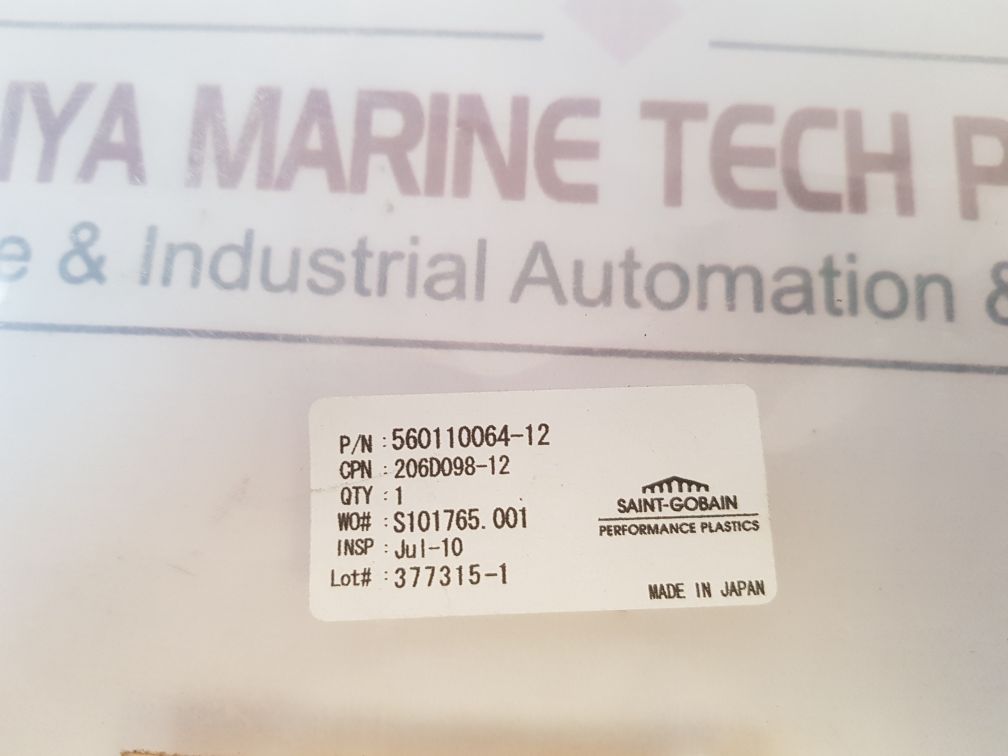 MARINE TECH
& Industrial Automation &
P/N : 560110064-12
CPN : 206D098-12
QTY : 1
WO# : S101765.001
INSP : Jul-10
Lot# : 377315-1
SAINT-GOBAIN
PERFORMANCE PLASTICS
MADE IN JAPAN